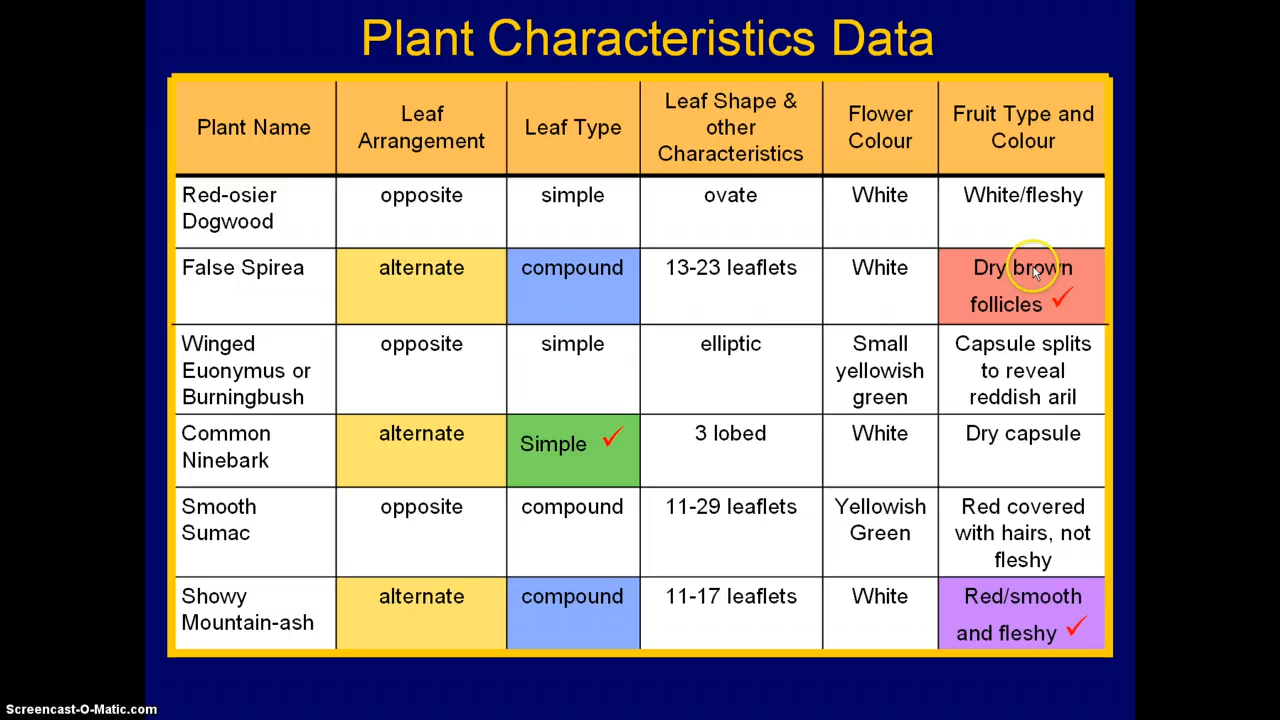 Plant Characteristics Data
Plant Name
Leaf
Arrangement
Leaf Type
Leaf Shape &
other
Characteristics
Flower
Colour
Fruit Type and
Colour
Red-osier
Dogwood
opposite
simple
ovate
White
White/fleshy
False Spirea
alternate
compound
13-23 leaflets
White
Dry brown
follicles ✓
Winged
Euonymus or
Burningbush
opposite
simple
elliptic
Small
yellowish
green
Capsule splits
to reveal
reddish aril
Common
Ninebark
alternate
Simple ✓
3 lobed
White
Dry capsule
Smooth
Sumac
opposite
compound
11-29 leaflets
Yellowish
Green
Red covered
with hairs, not
fleshy
Showy
Mountain-ash
alternate
compound
11-17 leaflets
White
Red/smooth
and fleshy ✓
Screencast-O-Matic.com